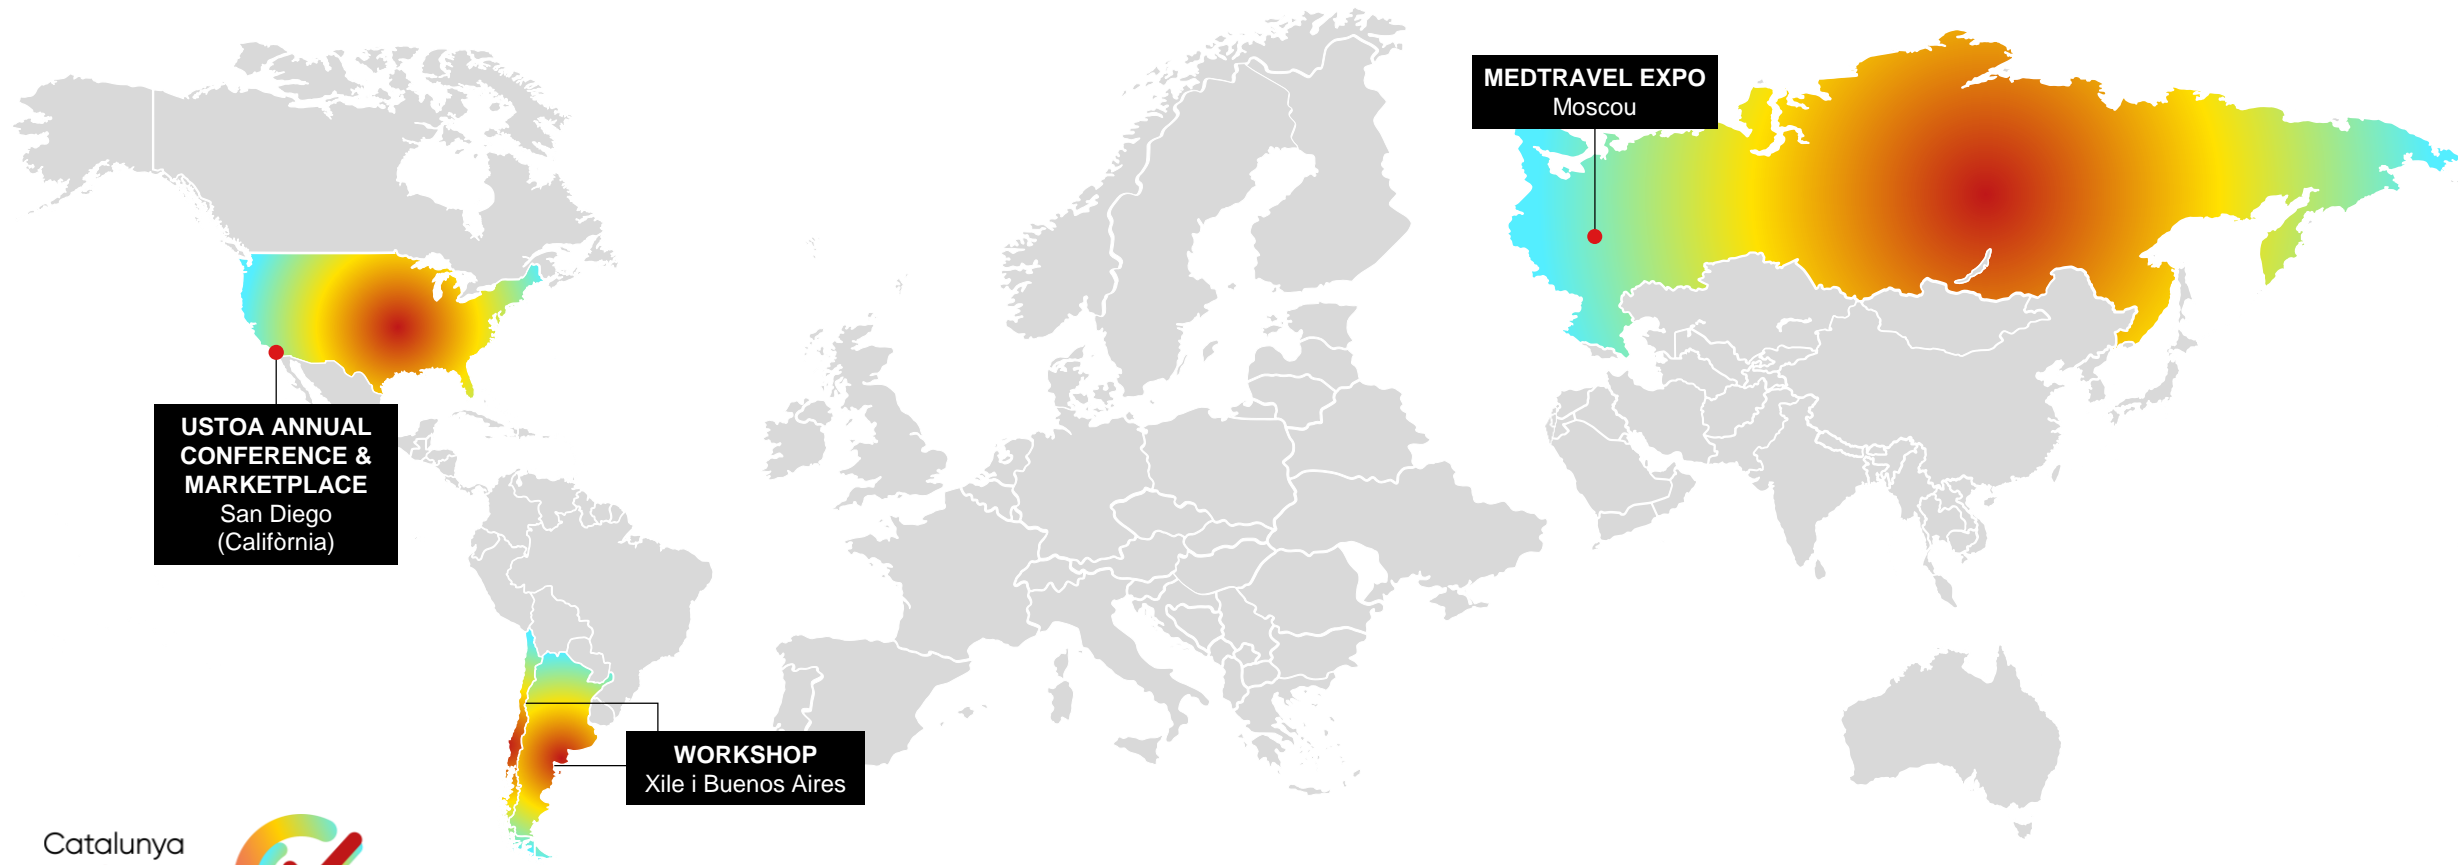 MEDTRAVEL EXPO
Moscou
USTOA ANNUAL
CONFERENCE &
MARKETPLACE
San Diego
(Califòrnia)
WORKSHOP
Xile i Buenos Aires
Catalunya